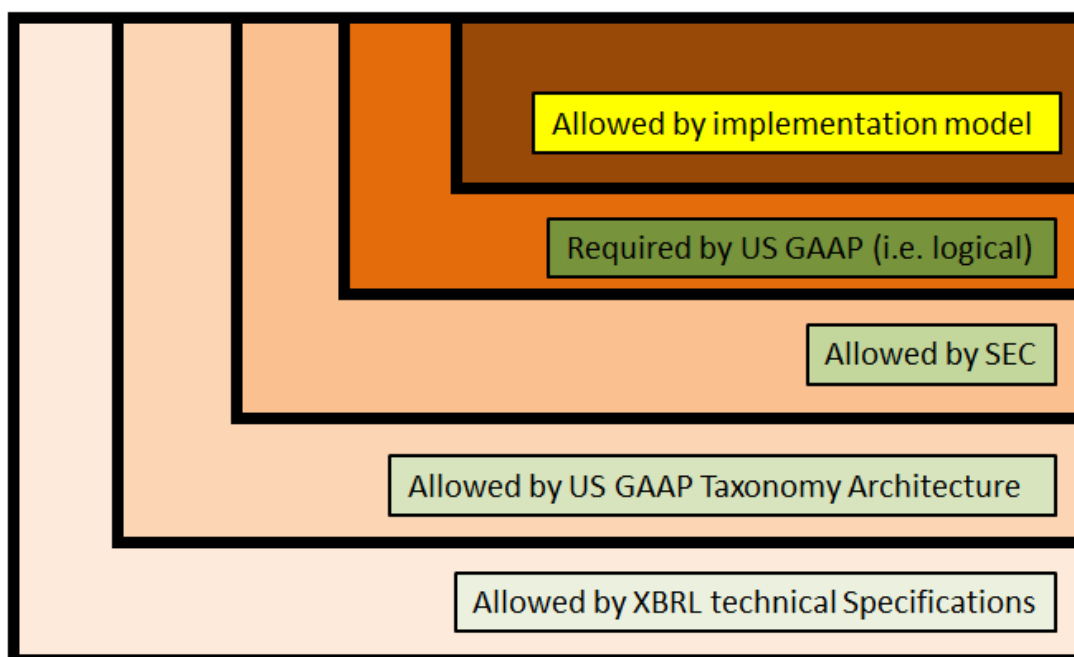 Allowed by implementation model
Required by US GAAP (i.e. logical)
Allowed by SEC
Allowed by US GAAP Taxonomy Architecture
Allowed by XBRL technical Specifications